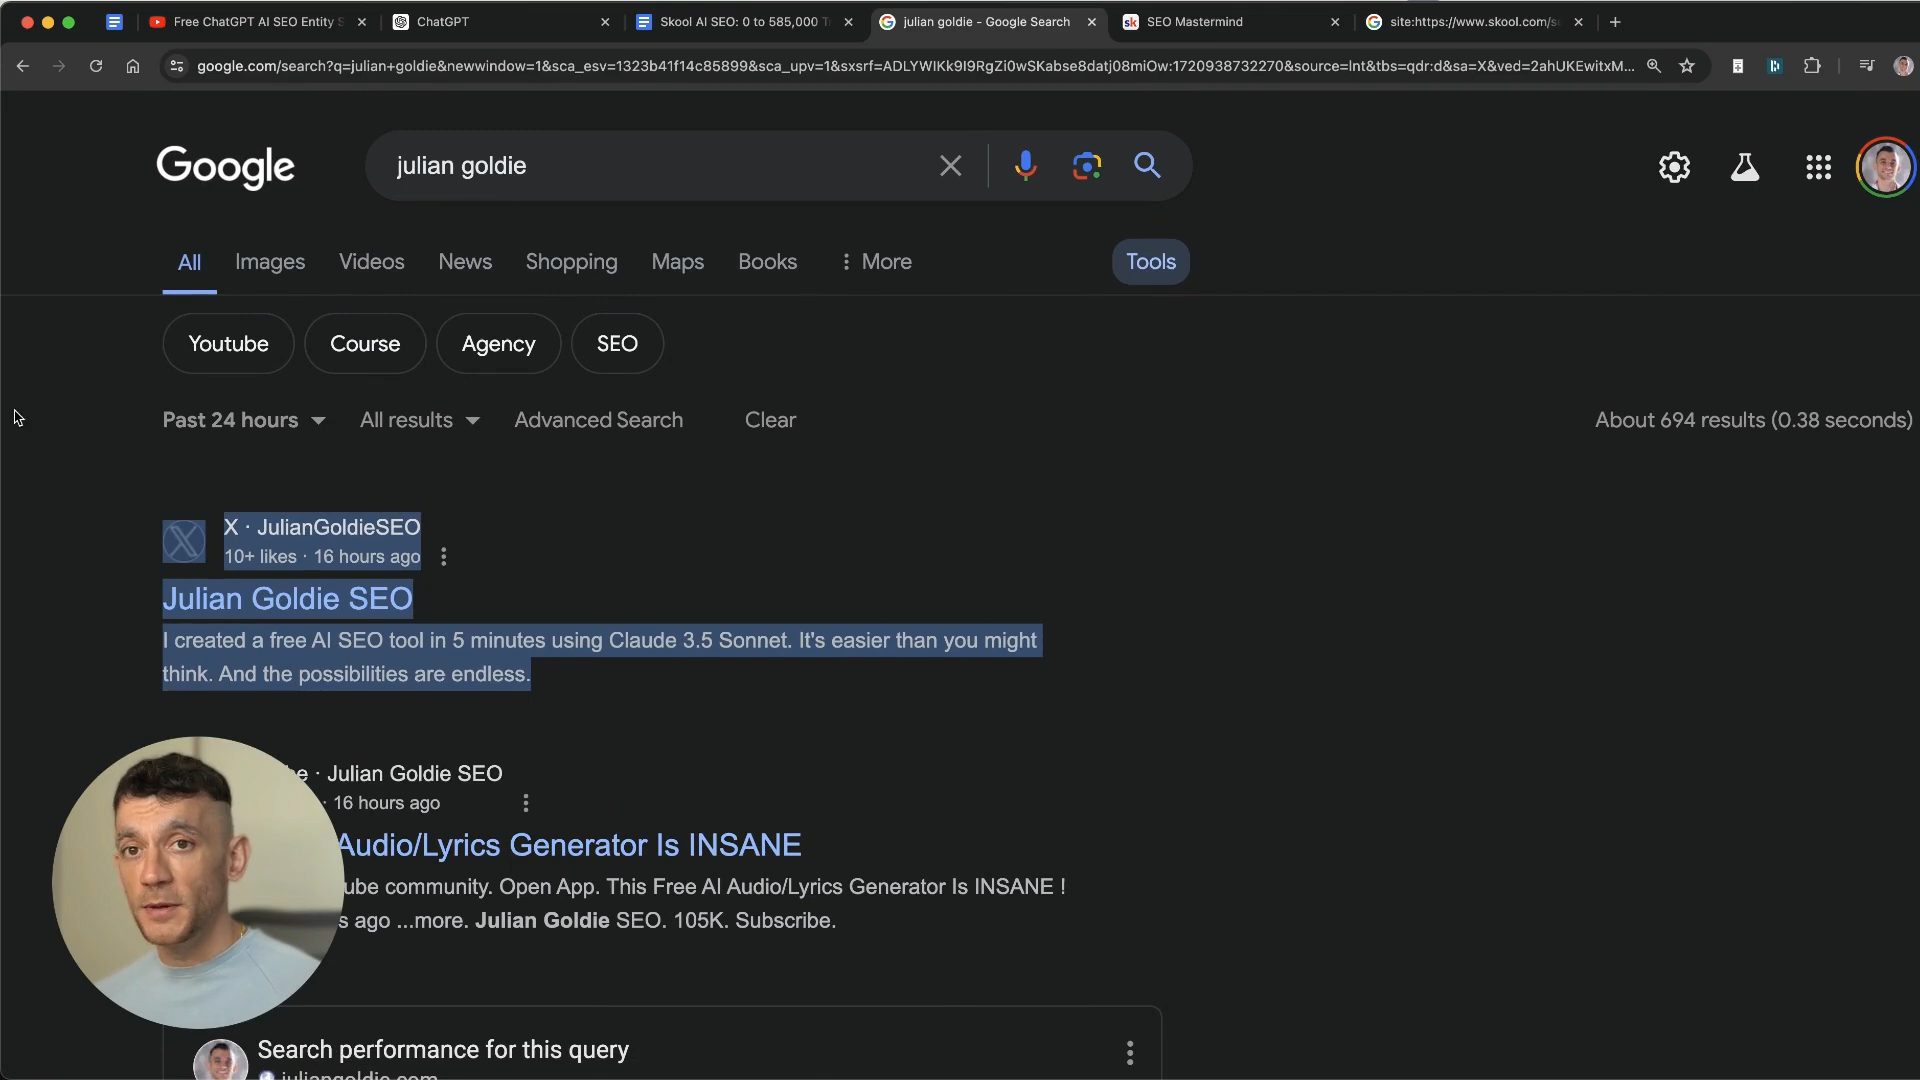 Free ChatGPT AI SEO Entity S
ChatGPT
Skool AI SEO: 0 to 585,000 Tr
julian goldie - Google Search
sk
SEO Mastermind
site:https://www.skool.com/s
google.com/search?q=julian+goldie&newwindow=1&sca_esv=1323b41f14c85899&sca_upv=1&sxsrf=ADLYWIKk9I9RgZi0wSKabse8datj08miOw:1720938732270&source=lnt&tbs=qdr:d&sa=X&ved=2ahUKEwitxM...
Google
julian goldie
All
Images
Videos
News
Shopping
Maps
Books
More
Tools
Youtube
Course
Agency
SEO
Past 24 hours
All results
Advanced Search
Clear
About 694 results (0.38 seconds)
X · JulianGoldieSEO
10+ likes · 16 hours ago
Julian Goldie SEO
I created a free AI SEO tool in 5 minutes using Claude 3.5 Sonnet. It's easier than you might
think. And the possibilities are endless.
be · Julian Goldie SEO
· 16 hours ago
Audio/Lyrics Generator Is INSANE
ube community. Open App. This Free AI Audio/Lyrics Generator Is INSANE !
s ago ...more. Julian Goldie SEO. 105K. Subscribe.
Search performance for this query
juliangoldie.com